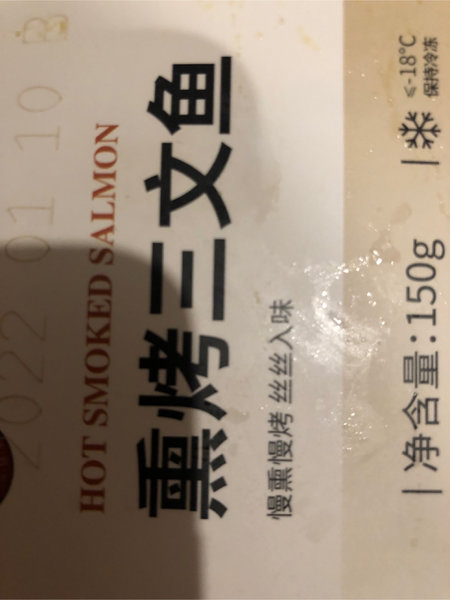 2022 01 10 B
HOT SMOKED SALMON
熏烤三文鱼
慢熏慢烤 丝丝入味
净含量:150g
≤-18°C
保持冷冻